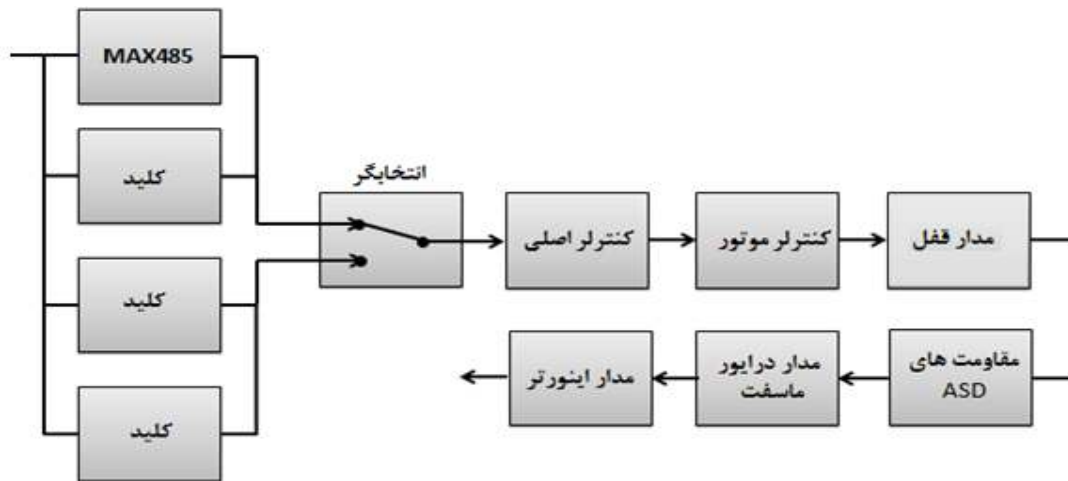 MAX485
کلید
کلید
کلید
انتخابگر
کنترلر اصلی
کنترلر موتور
مدار قفل
مقاومت های
ASD
مدار درایور
ماسفت
مدار اینورتر